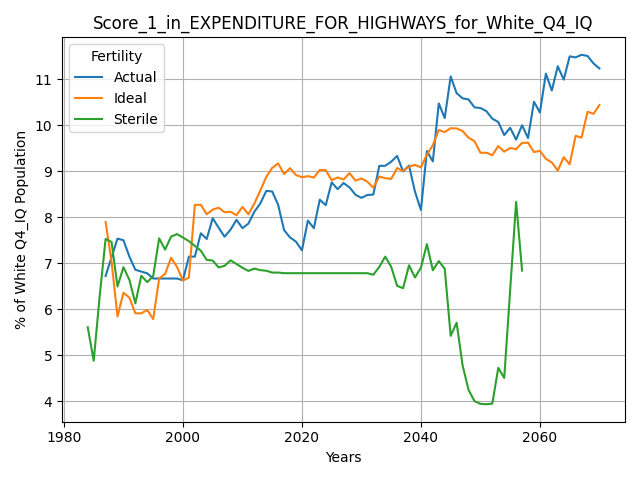 Score_1_in_EXPENDITURE_FOR_HIGHWAYS_for_White_Q4_IQ
Fertility
Actual
Ideal
Sterile
% of White Q4_IQ Population
11
10
9
8
7
6
5
4
1980
2000
2020
2040
2060
Years